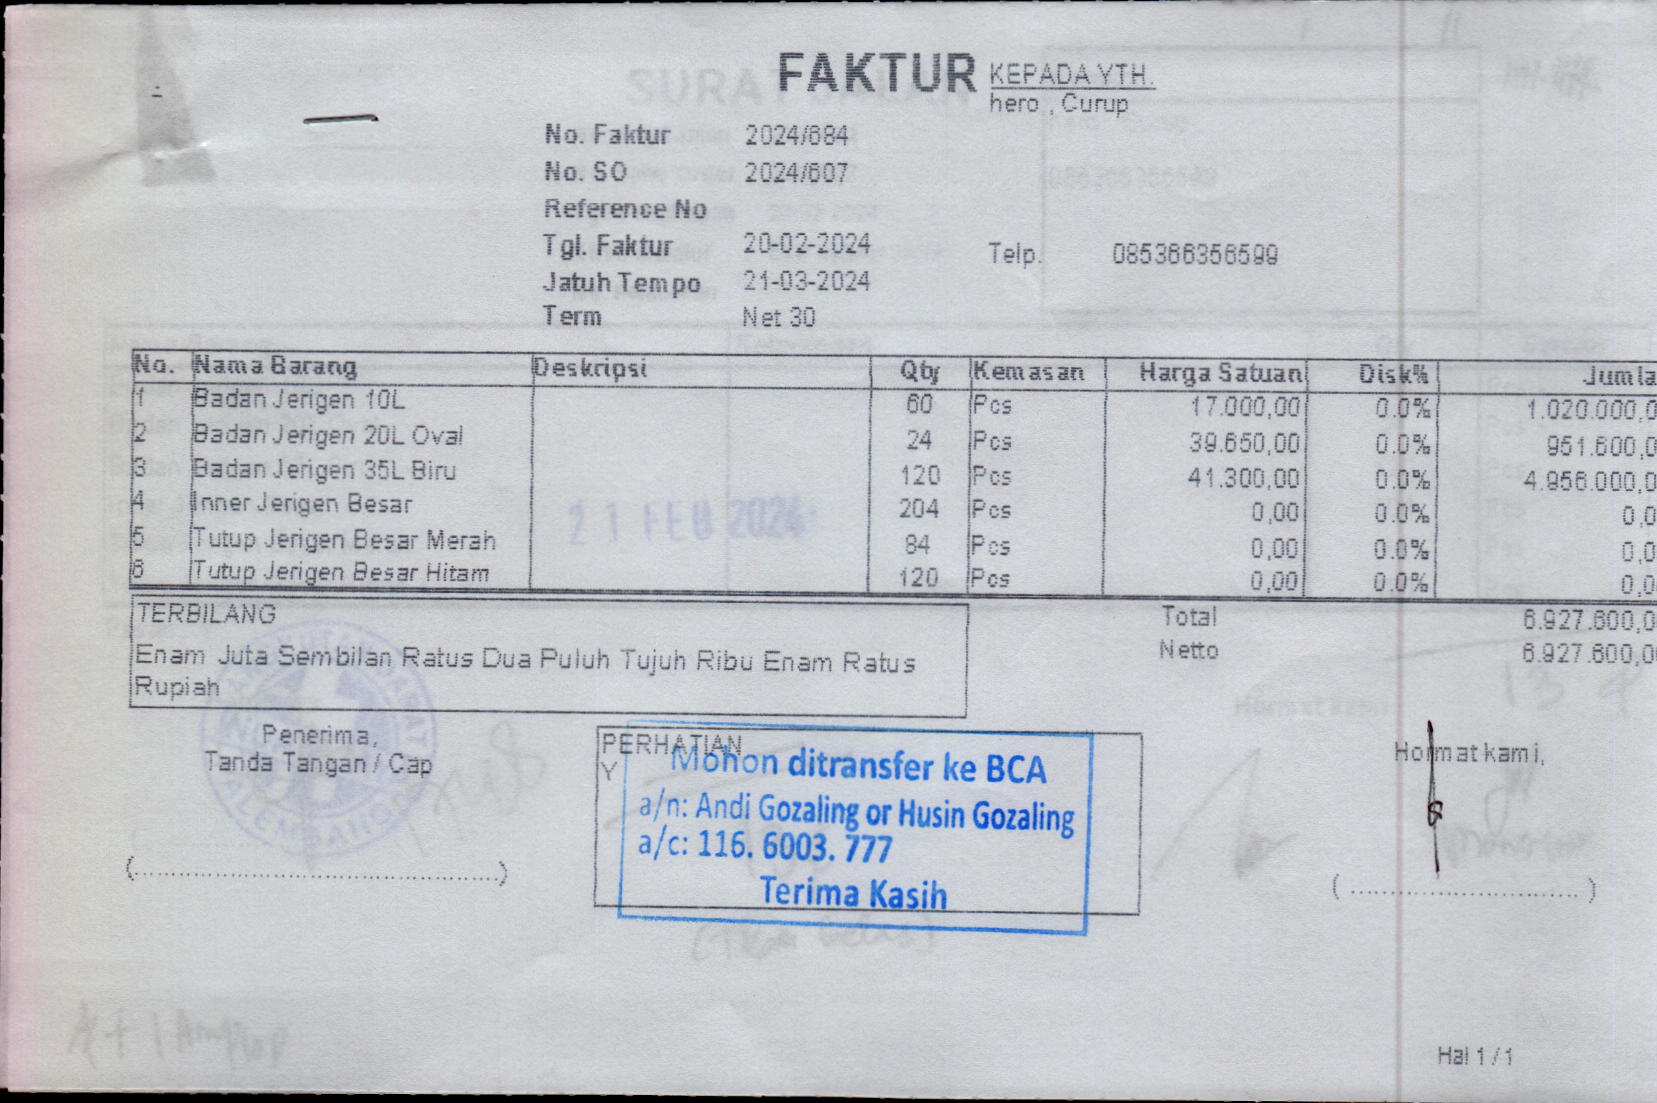 FAKTUR
KEPADA YTH.
hero , Curup
No. Faktur 2024/684
No. SO 2024/607
Reference No
Tgl. Faktur 20-02-2024
Telp. 085366356599
Jatuh Tempo 21-03-2024
Term Net 30
No. Nama Barang Deskripsi Qty Kemasan Harga Satuan Disk% Jumla
1 Badan Jerigen 10L 60 Pcs 17.000,00 0.0% 1.020.000,0
2 Badan Jerigen 20L Oval 24 Pcs 39.650,00 0.0% 951.600,0
3 Badan Jerigen 35L Biru 120 Pcs 41.300,00 0.0% 4.956.000,0
4 Inner Jerigen Besar 204 Pcs 0,00 0.0% 0,0
5 Tutup Jerigen Besar Merah 84 Pcs 0,00 0.0% 0,0
6 Tutup Jerigen Besar Hitam 120 Pcs 0,00 0.0% 0,0
21 FEB 2024
TERBILANG
Enam Juta Sembilan Ratus Dua Puluh Tujuh Ribu Enam Ratus
Rupiah
Total 6.927.600,0
Netto 6.927.600,0
Penerima,
Tanda Tangan / Cap
(............................................)
PERHATIAN
Y
Mohon ditransfer ke BCA
a/n: Andi Gozaling or Husin Gozaling
a/c: 116. 6003. 777
Terima Kasih
Hormat kami,
( ............................ )
Hal 1 / 1